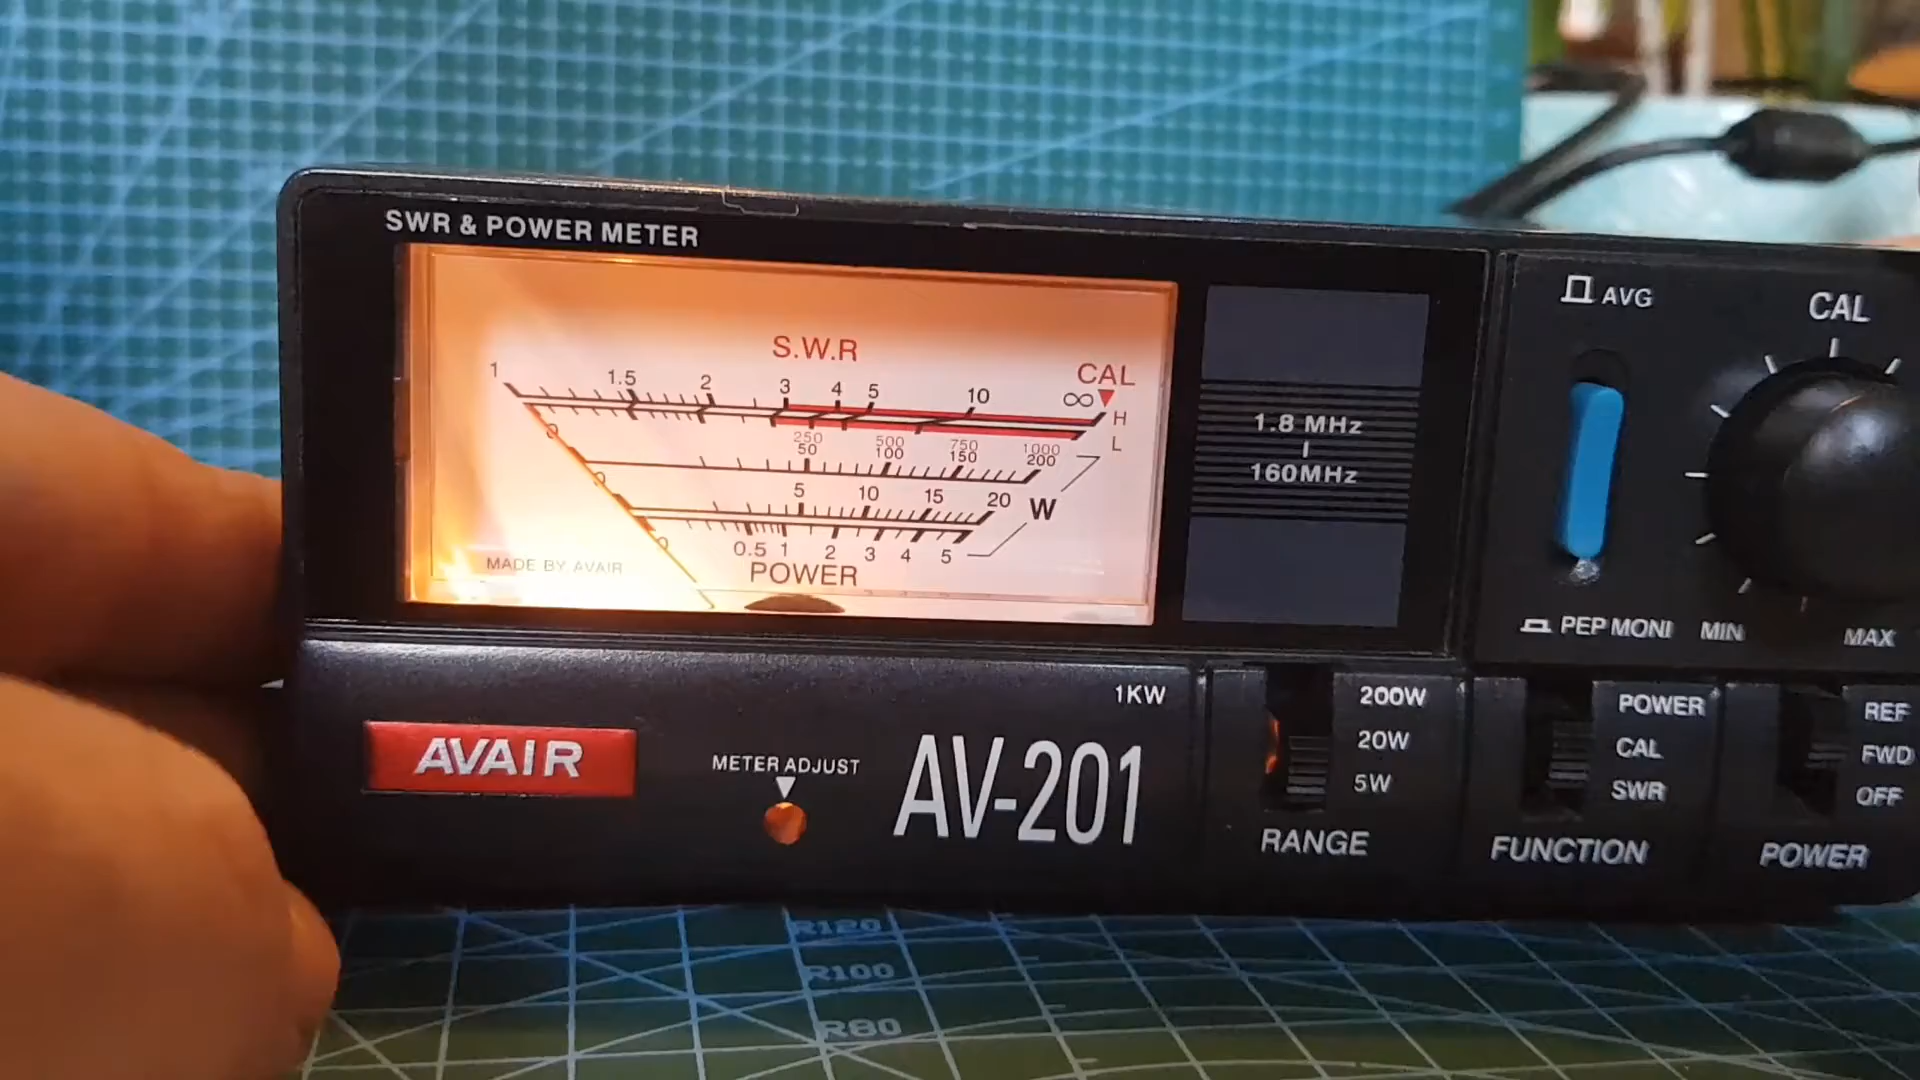 SWR & POWER METER
S.W.R
CAL
1 1.5 2 3 4 5 10 ∞
H
L
0 250 500 750 1000
50 100 150 200
0 5 10 15 20
W
0 0.5 1 2 3 4 5
POWER
MADE BY AVAIR
1.8 MHz
160MHz
AVG
CAL
PEP MONI
MIN
MAX
1KW
AVAIR
METER ADJUST
AV-201
200W
20W
5W
RANGE
POWER
CAL
SWR
FUNCTION
REF
FWD
OFF
POWER
R120
R100
R80